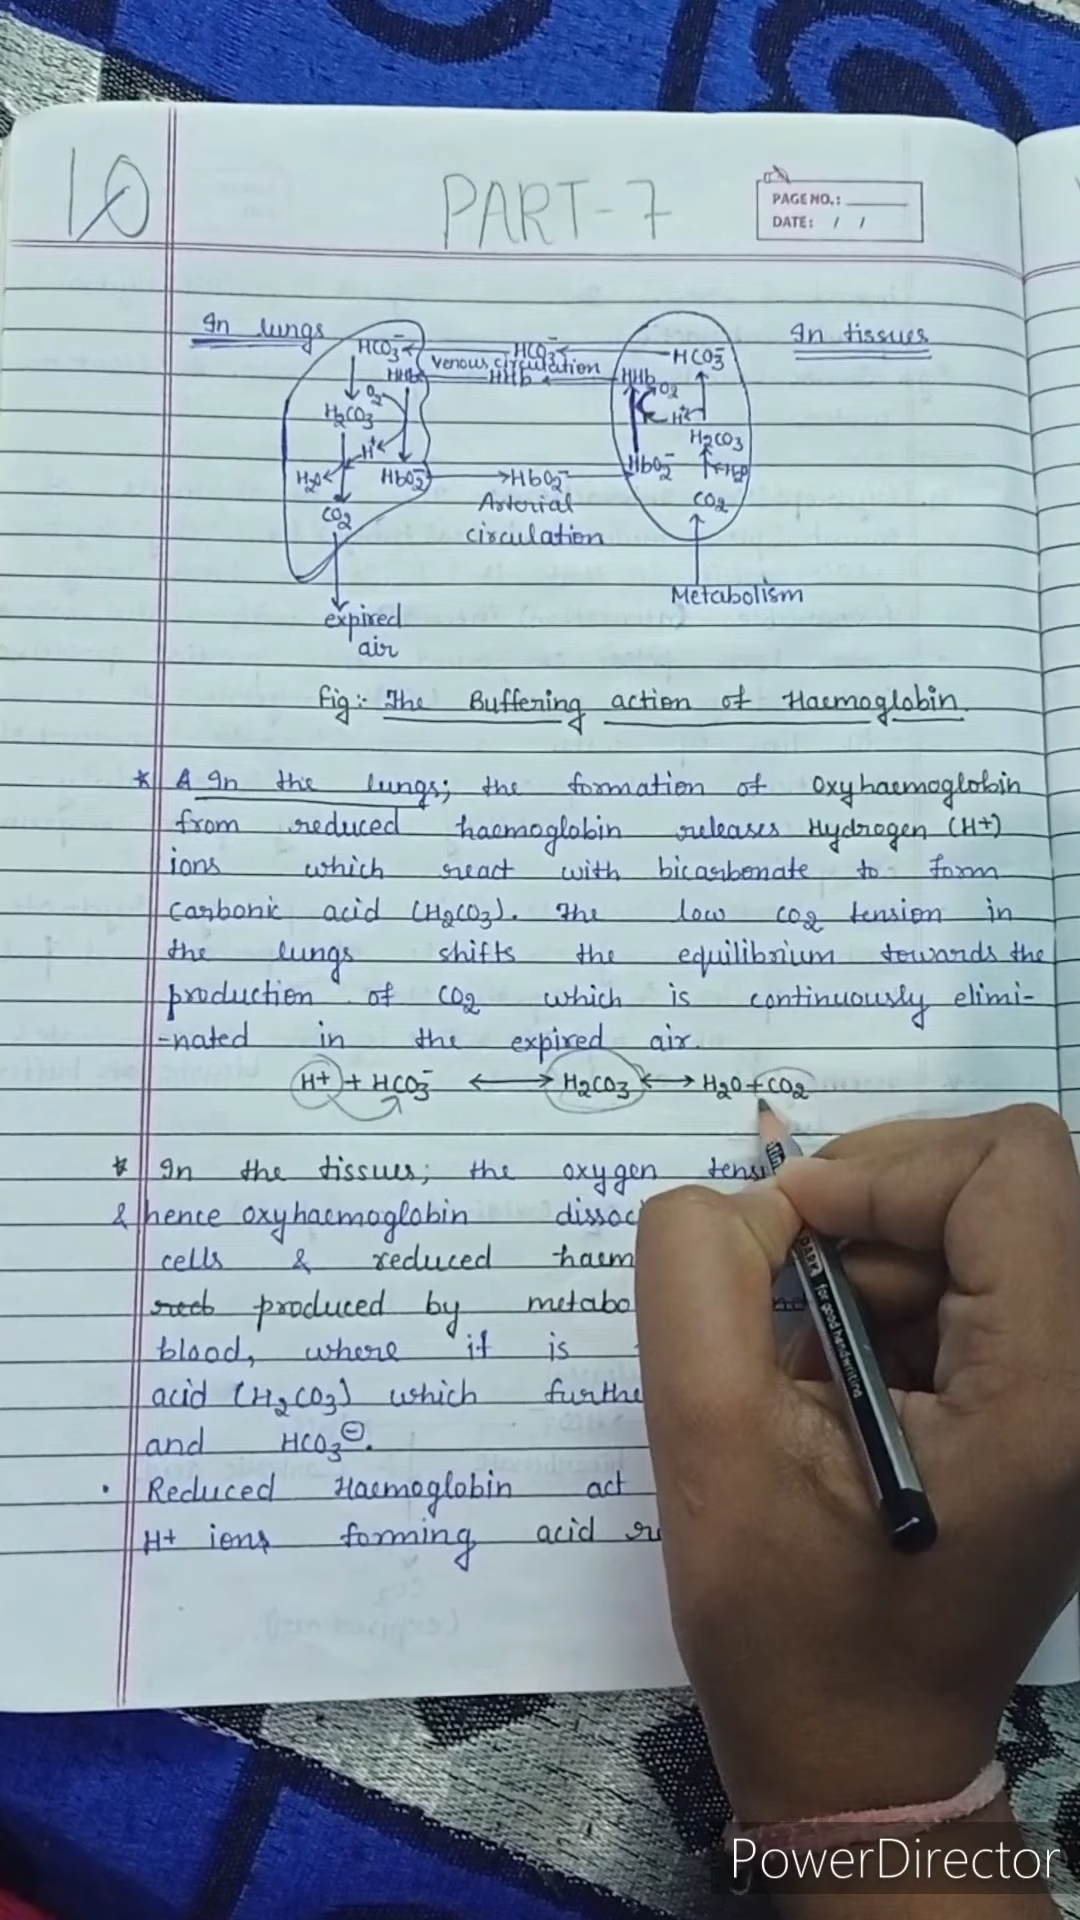 10
PART-7
PAGE NO.:
DATE: / /
In lungs
In tissues
HCO3-
HCO3-
HCO3-
venous circulation
HHb
HHb
HHb
O2
O2
H2CO3
H+
H+
H2CO3
H2O
HbO2-
HbO2-
HbO2-
H2O
CO2
Arterial
circulation
CO2
Metabolism
expired
air
Fig:- The Buffering action of Haemoglobin.
* In the lungs; the formation of Oxyhaemoglobin
from reduced haemoglobin releases Hydrogen (H+)
ions which react with bicarbonate to form
carbonic acid (H2CO3). The low CO2 tension in
the lungs shifts the equilibrium towards the
production of CO2 which is continuously elimi-
-nated in the expired air.
H+ + HCO3- ⟷ H2CO3 ⟷ H2O + CO2
* In the tissues; the oxygen tensi
& hence oxyhaemoglobin dissoci
cells & reduced haem
produced by metabo
blood, where it is
acid (H2CO3) which furthe
and HCO3⊖.
• Reduced Haemoglobin act
H+ ions forming acid
DARK for good handwriting
PowerDirector